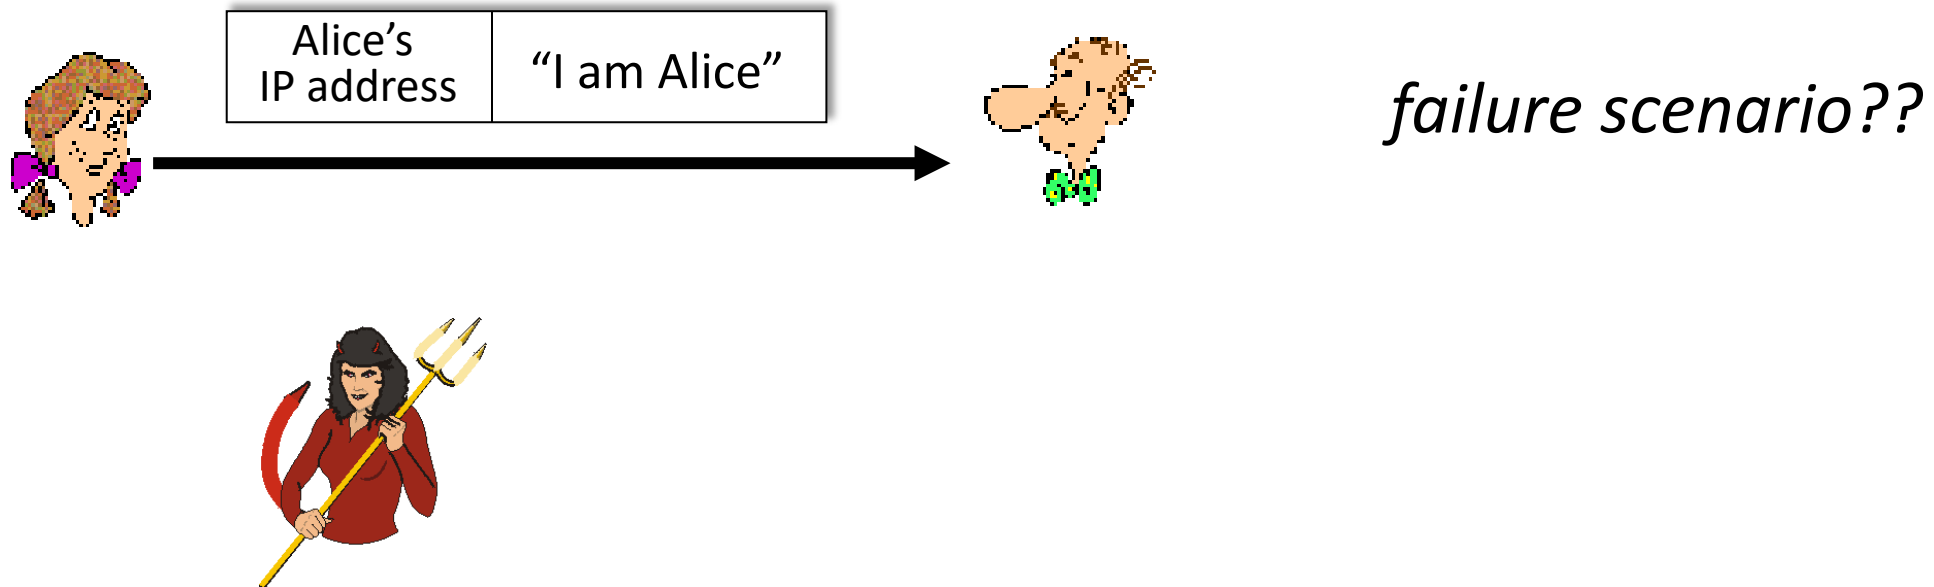 Alice’s
IP address
“I am Alice”
failure scenario??